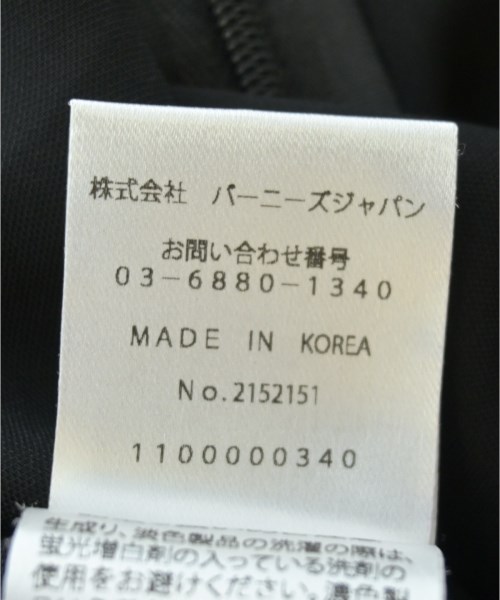 株式会社 バーニーズジャパン
お問い合わせ番号
03-6880-1340
MADE IN KOREA
No.2152151
1100000340
生成り、淡色製品の洗濯の際は、
蛍光増白剤の入っている洗剤の
使用をお避けください。濃色製